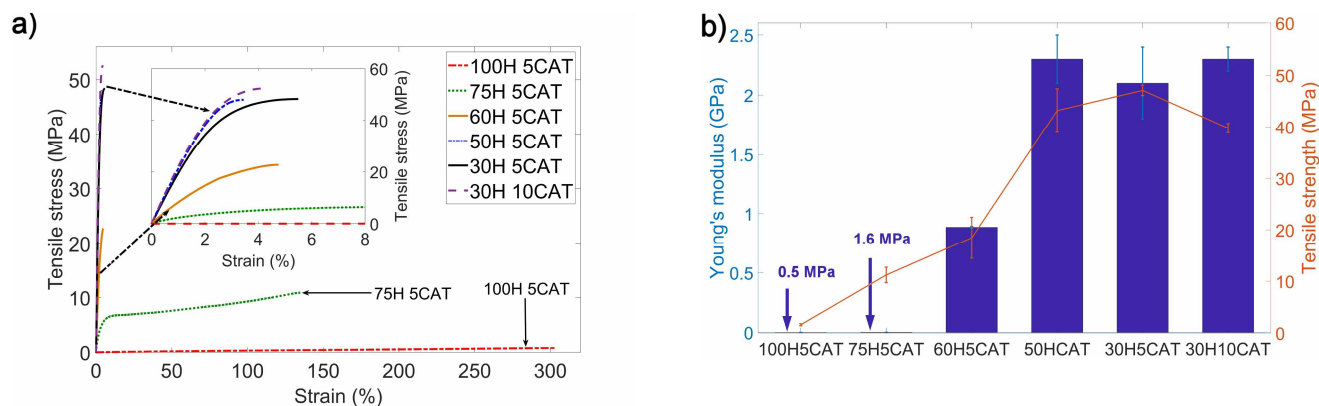 a)
Tensile stress (MPa)
50
40
30
20
10
0
0
50
100
150
200
250
300
Strain (%)
60
40
20
0
Tensile stress (MPa)
0
2
4
6
8
Strain (%)
100H 5CAT
75H 5CAT
60H 5CAT
50H 5CAT
30H 5CAT
30H 10CAT
75H 5CAT
100H 5CAT
b)
Young's modulus (GPa)
2.5
2
1.5
1
0.5
0
0.5 MPa
1.6 MPa
100H5CAT
75H5CAT
60H5CAT
50HCAT
30H5CAT
30H10CAT
60
50
40
30
20
10
0
Tensile strength (MPa)